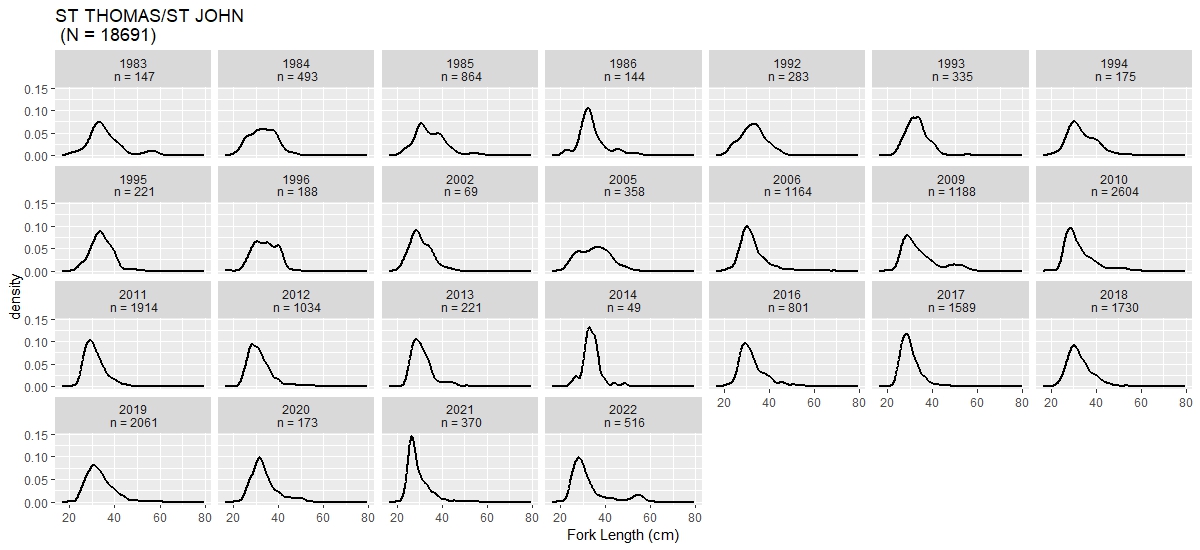 ST THOMAS/ST JOHN
(N = 18691)
1983 1984 1985 1986 1992 1993 1994
n = 147 n = 493 n = 864 n = 144 n = 283 n = 335 n = 175
0.15
0.10
0.05
0.00
1995 1996 2002 2005 2006 2009 2010
n = 221 n = 188 n = 69 n = 358 n = 1164 n = 1188 n = 2604
0.15
0.10
0.05
0.00
density
2011 2012 2013 2014 2016 2017 2018
n = 1914 n = 1034 n = 221 n = 49 n = 801 n = 1589 n = 1730
0.15
0.10
0.05
0.00
20 40 60 80 20 40 60 80 20 40 60 80
2019 2020 2021 2022
n = 2061 n = 173 n = 370 n = 516
0.15
0.10
0.05
0.00
20 40 60 80 20 40 60 80 20 40 60 80 20 40 60 80
Fork Length (cm)